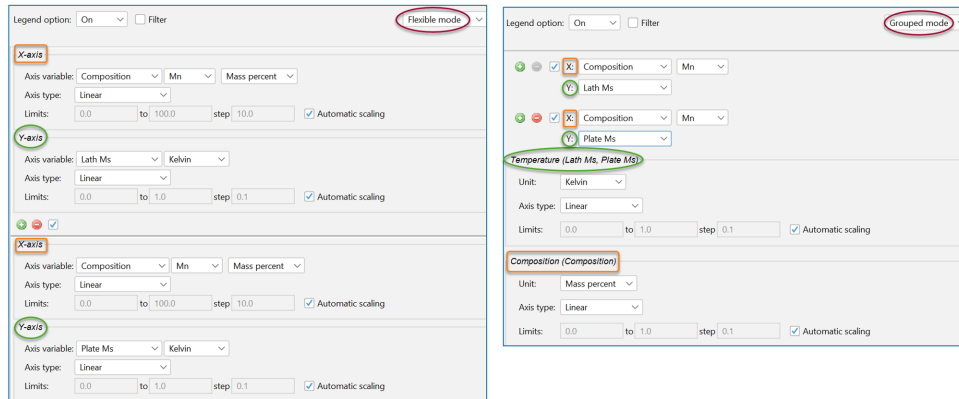 Legend option: On Filter Flexible mode
X-axis
Axis variable: Composition Mn Mass percent
Axis type: Linear
Limits: 0.0 to 100.0 step 10.0 Automatic scaling
Y-axis
Axis variable: Lath Ms Kelvin
Axis type: Linear
Limits: 0.0 to 1.0 step 0.1 Automatic scaling
X-axis
Axis variable: Composition Mn Mass percent
Axis type: Linear
Limits: 0.0 to 100.0 step 10.0 Automatic scaling
Y-axis
Axis variable: Plate Ms Kelvin
Axis type: Linear
Limits: 0.0 to 1.0 step 0.1 Automatic scaling
Legend option: On Filter Grouped mode
X: Composition Mn
Y: Lath Ms
X: Composition Mn
Y: Plate Ms
Temperature (Lath Ms, Plate Ms)
Unit: Kelvin
Axis type: Linear
Limits: 0.0 to 1.0 step 0.1 Automatic scaling
Composition (Composition)
Unit: Mass percent
Axis type: Linear
Limits: 0.0 to 1.0 step 0.1 Automatic scaling